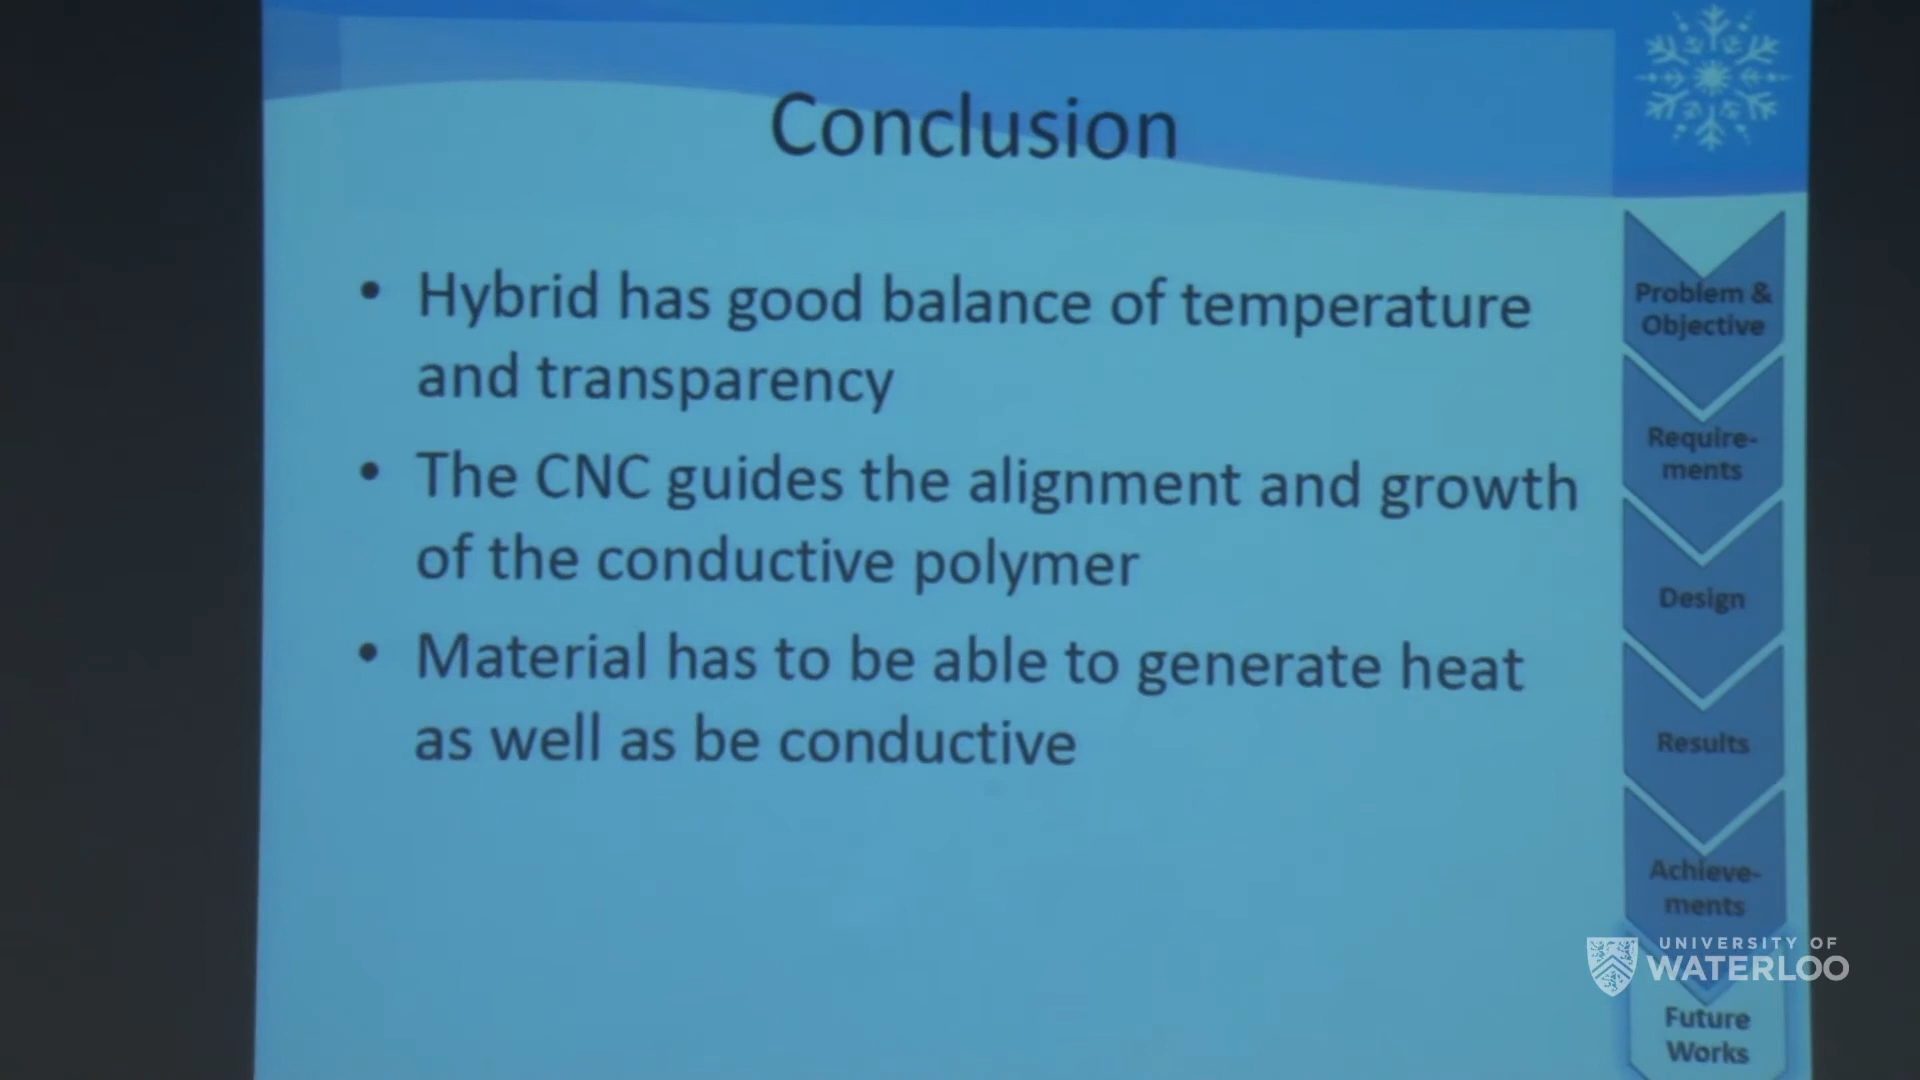 Conclusion
• Hybrid has good balance of temperature
and transparency
• The CNC guides the alignment and growth
of the conductive polymer
• Material has to be able to generate heat
as well as be conductive
Problem &
Objective
Require-
ments
Design
Results
Achieve-
ments
Future
Works
UNIVERSITY OF
WATERLOO